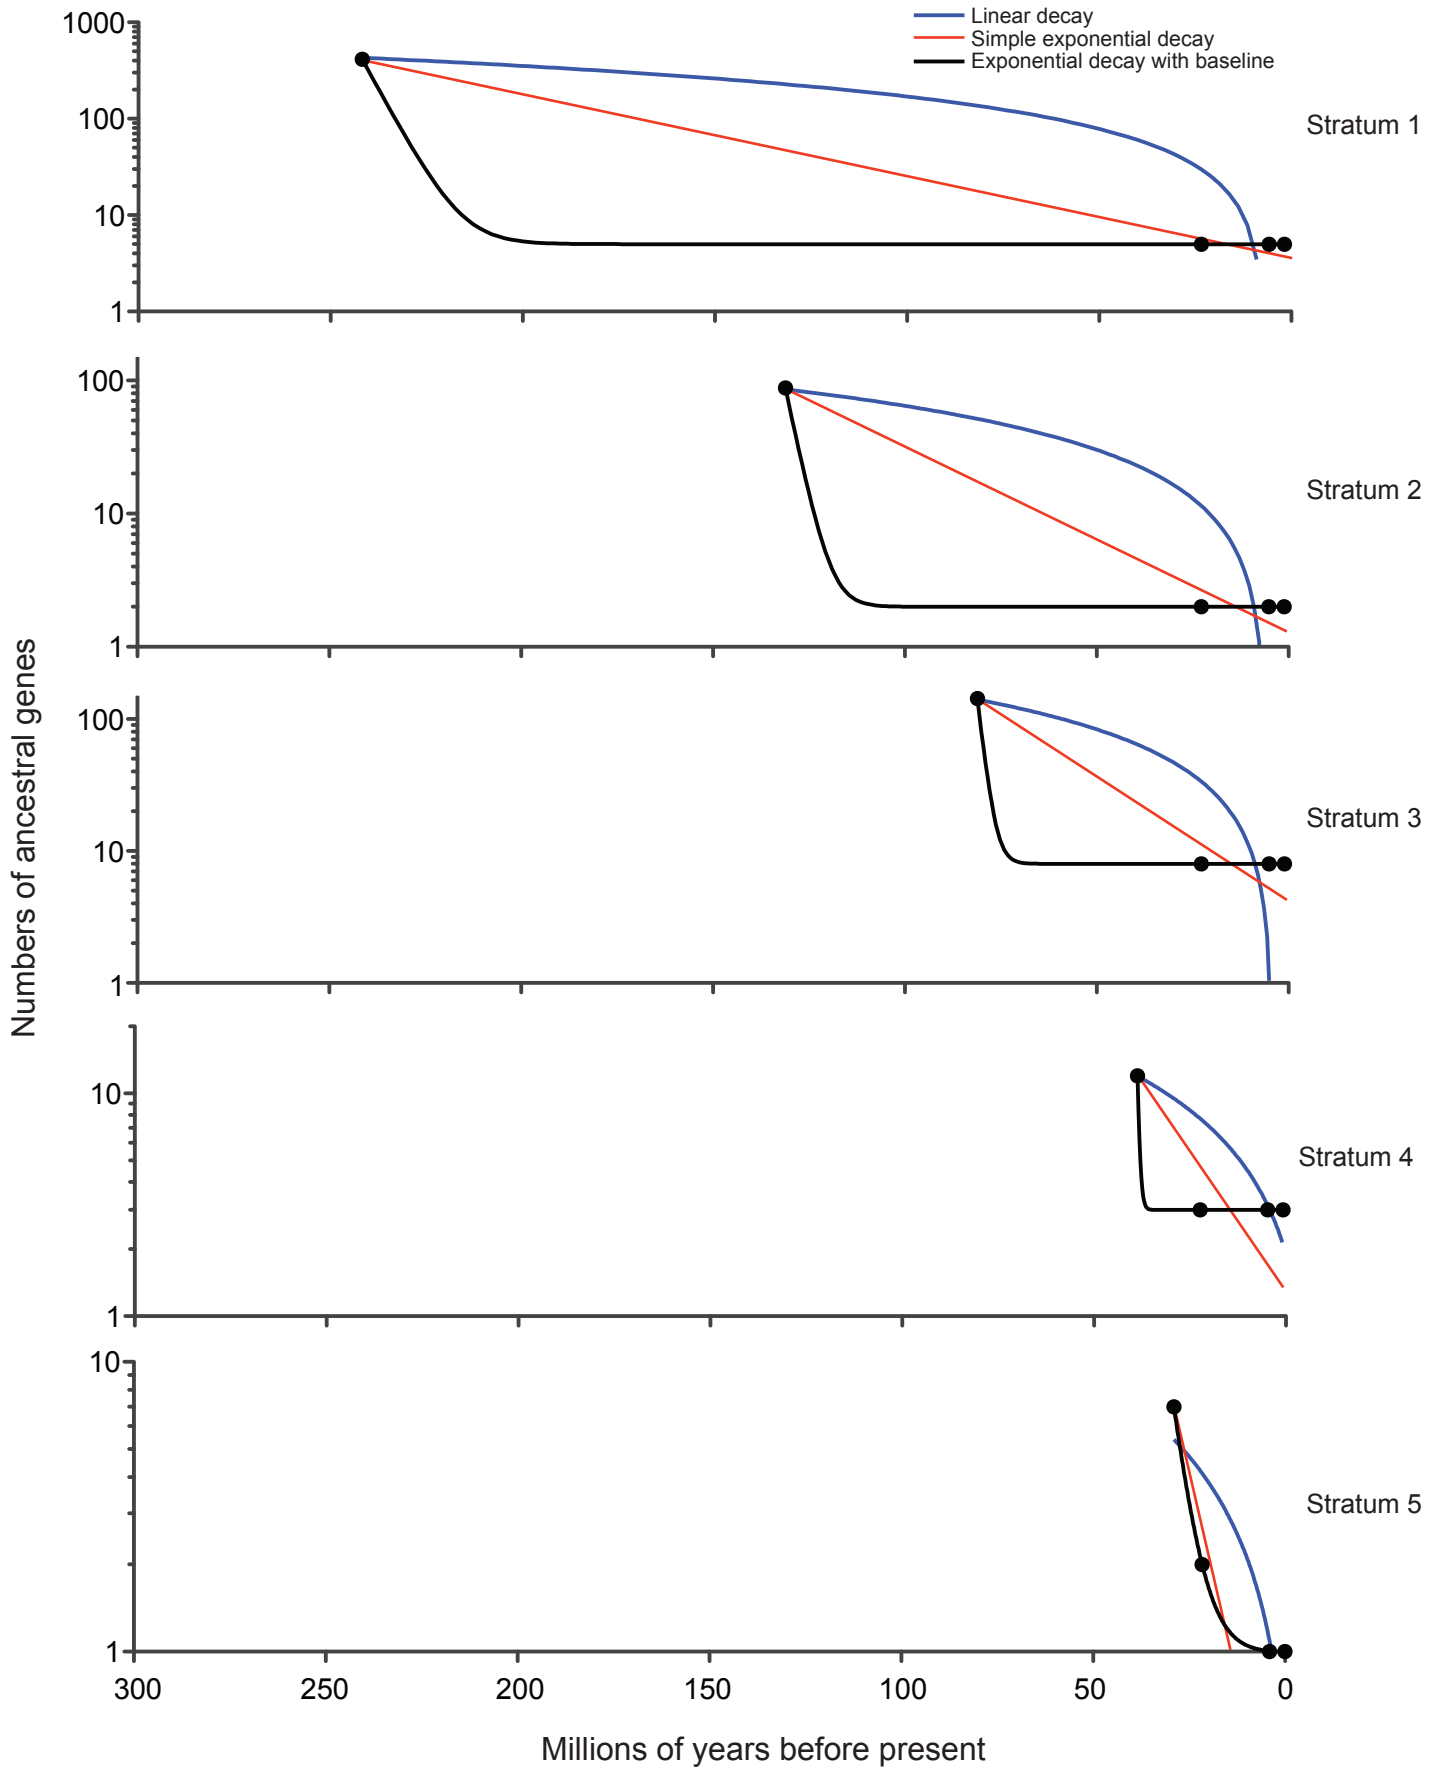 Linear decay
Simple exponential decay
Exponential decay with baseline
1000
100
10
1
Stratum 1
100
10
1
Stratum 2
100
10
1
Stratum 3
10
1
Stratum 4
10
1
Stratum 5
Numbers of ancestral genes
300 250 200 150 100 50 0
Millions of years before present